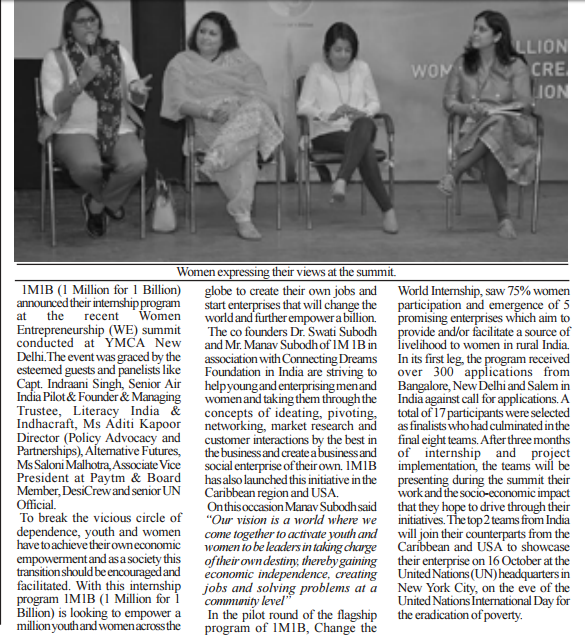 LLION
WOM CREA
LION
Women expressing their views at the summit.
1M1B (1 Million for 1 Billion)
announced their internship program
at the recent Women
Entrepreneurship (WE) summit
conducted at YMCA New
Delhi.The event was graced by the
esteemed guests and panelists like
Capt. Indraani Singh, Senior Air
India Pilot & Founder & Managing
Trustee, Literacy India &
Indhacraft, Ms Aditi Kapoor
Director (Policy Advocacy and
Partnerships), Alternative Futures,
Ms Saloni Malhotra, Associate Vice
President at Paytm & Board
Member, DesiCrew and senior UN
Official.
To break the vicious circle of
dependence, youth and women
have to achieve their own economic
empowerment and as a society this
transition should be encouraged and
facilitated. With this internship
program 1M1B (1 Million for 1
Billion) is looking to empower a
million youth and women across the
globe to create their own jobs and
start enterprises that will change the
world and further empower a billion.
The co founders Dr. Swati Subodh
and Mr. Manav Subodh of 1M 1B in
association with Connecting Dreams
Foundation in India are striving to
help young and enterprising men and
women and taking them through the
concepts of ideating, pivoting,
networking, market research and
customer interactions by the best in
the business and create a business and
social enterprise of their own. 1M1B
has also launched this initiative in the
Caribbean region and USA.
On this occasion Manav Subodh said
"Our vision is a world where we
come together to activate youth and
women to be leaders in taking charge
of their own destiny, thereby gaining
economic independence, creating
jobs and solving problems at a
community level"
In the pilot round of the flagship
program of 1M1B, Change the
World Internship, saw 75% women
participation and emergence of 5
promising enterprises which aim to
provide and/or facilitate a source of
livelihood to women in rural India.
In its first leg, the program received
over 300 applications from
Bangalore, New Delhi and Salem in
India against call for applications. A
total of 17 participants were selected
as finalists who had culminated in the
final eight teams. After three months
of internship and project
implementation, the teams will be
presenting during the summit their
work and the socio-economic impact
that they hope to drive through their
initiatives. The top 2 teams from India
will join their counterparts from the
Caribbean and USA to showcase
their enterprise on 16 October at the
United Nations (UN) headquarters in
New York City, on the eve of the
United Nations International Day for
the eradication of poverty.